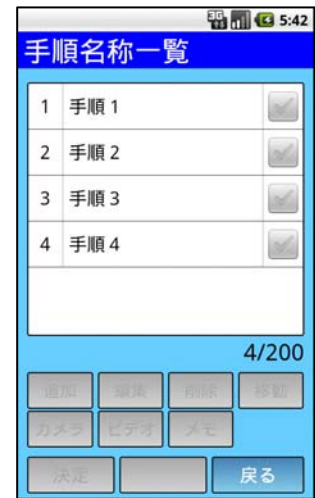 3G 5:42
手順名称一覧
1 手順 1
2 手順 2
3 手順 3
4 手順 4
4/200
追加 編集 削除 移動
カメラ ビデオ メモ
決定 戻る